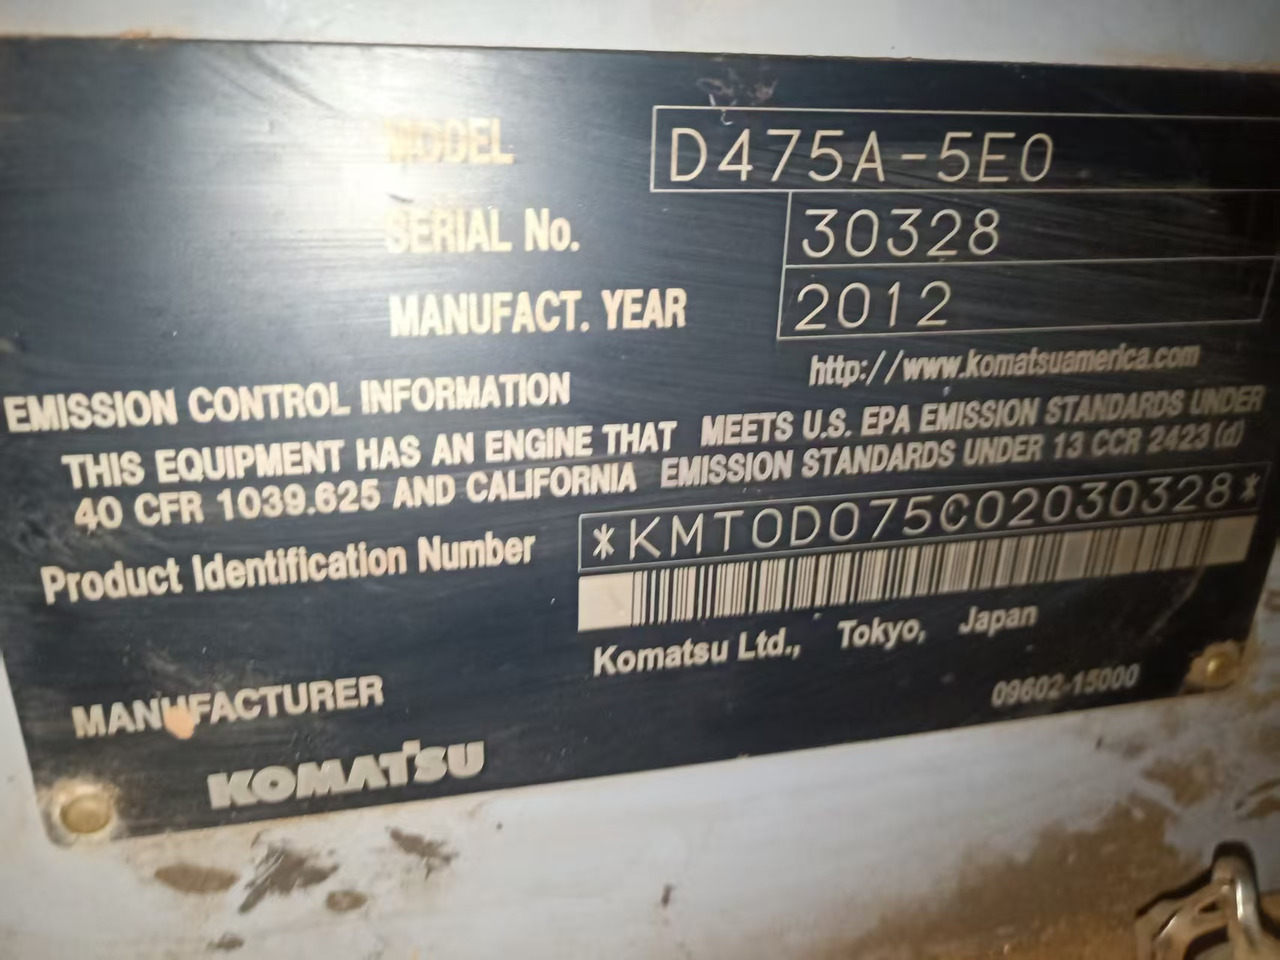 MODEL D475A-5E0
SERIAL No. 30328
MANUFACT. YEAR 2012
http://www.komatsuamerica.com
EMISSION CONTROL INFORMATION
THIS EQUIPMENT HAS AN ENGINE THAT MEETS U.S. EPA EMISSION STANDARDS UNDER
40 CFR 1039.625 AND CALIFORNIA EMISSION STANDARDS UNDER 13 CCR 2423 (d)
Product Identification Number *KMT0D075C02030328*
Komatsu Ltd., Tokyo, Japan
MANUFACTURER
09602-15000
KOMATSU